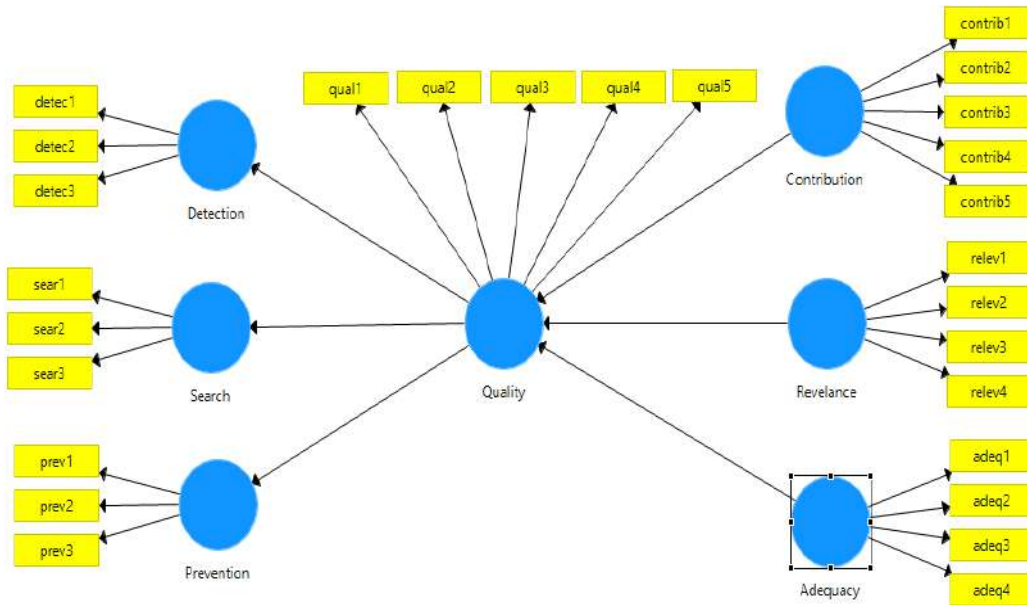 detec1
detec2
detec3
Detection
qual1
qual2
qual3
qual4
qual5
contrib1
contrib2
contrib3
contrib4
contrib5
Contribution
sear1
sear2
sear3
Search
Quality
relev1
relev2
relev3
relev4
Revelance
prev1
prev2
prev3
Prevention
adeq1
adeq2
adeq3
adeq4
Adequacy